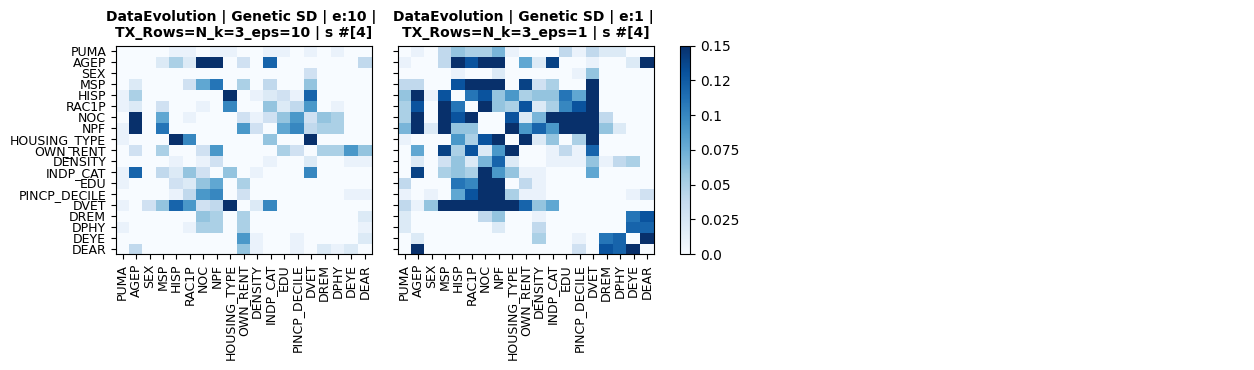 DataEvolution | Genetic SD | e:10 |
TX_Rows=N_k=3_eps=10 | s #[4]
DataEvolution | Genetic SD | e:1 |
TX_Rows=N_k=3_eps=1 | s #[4]
PUMA
AGEP
SEX
MSP
HISP
RAC1P
NOC
NPF
HOUSING_TYPE
OWN_RENT
DENSITY
INDP_CAT
EDU
PINCP_DECILE
DVET
DREM
DPHY
DEYE
DEAR
PUMA
AGEP
SEX
MSP
HISP
RAC1P
NOC
NPF
HOUSING_TYPE
OWN_RENT
DENSITY
INDP_CAT
EDU
PINCP_DECILE
DVET
DREM
DPHY
DEYE
DEAR
PUMA
AGEP
SEX
MSP
HISP
RAC1P
NOC
NPF
HOUSING_TYPE
OWN_RENT
DENSITY
INDP_CAT
EDU
PINCP_DECILE
DVET
DREM
DPHY
DEYE
DEAR
0.15
0.125
0.1
0.075
0.05
0.025
0.0